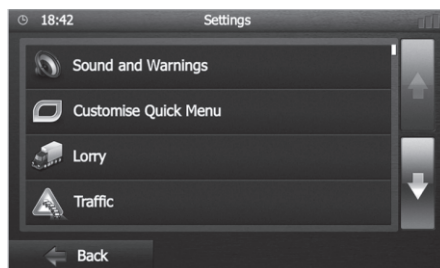 18:42 Settings
Sound and Warnings
Customise Quick Menu
Lorry
Traffic
Back